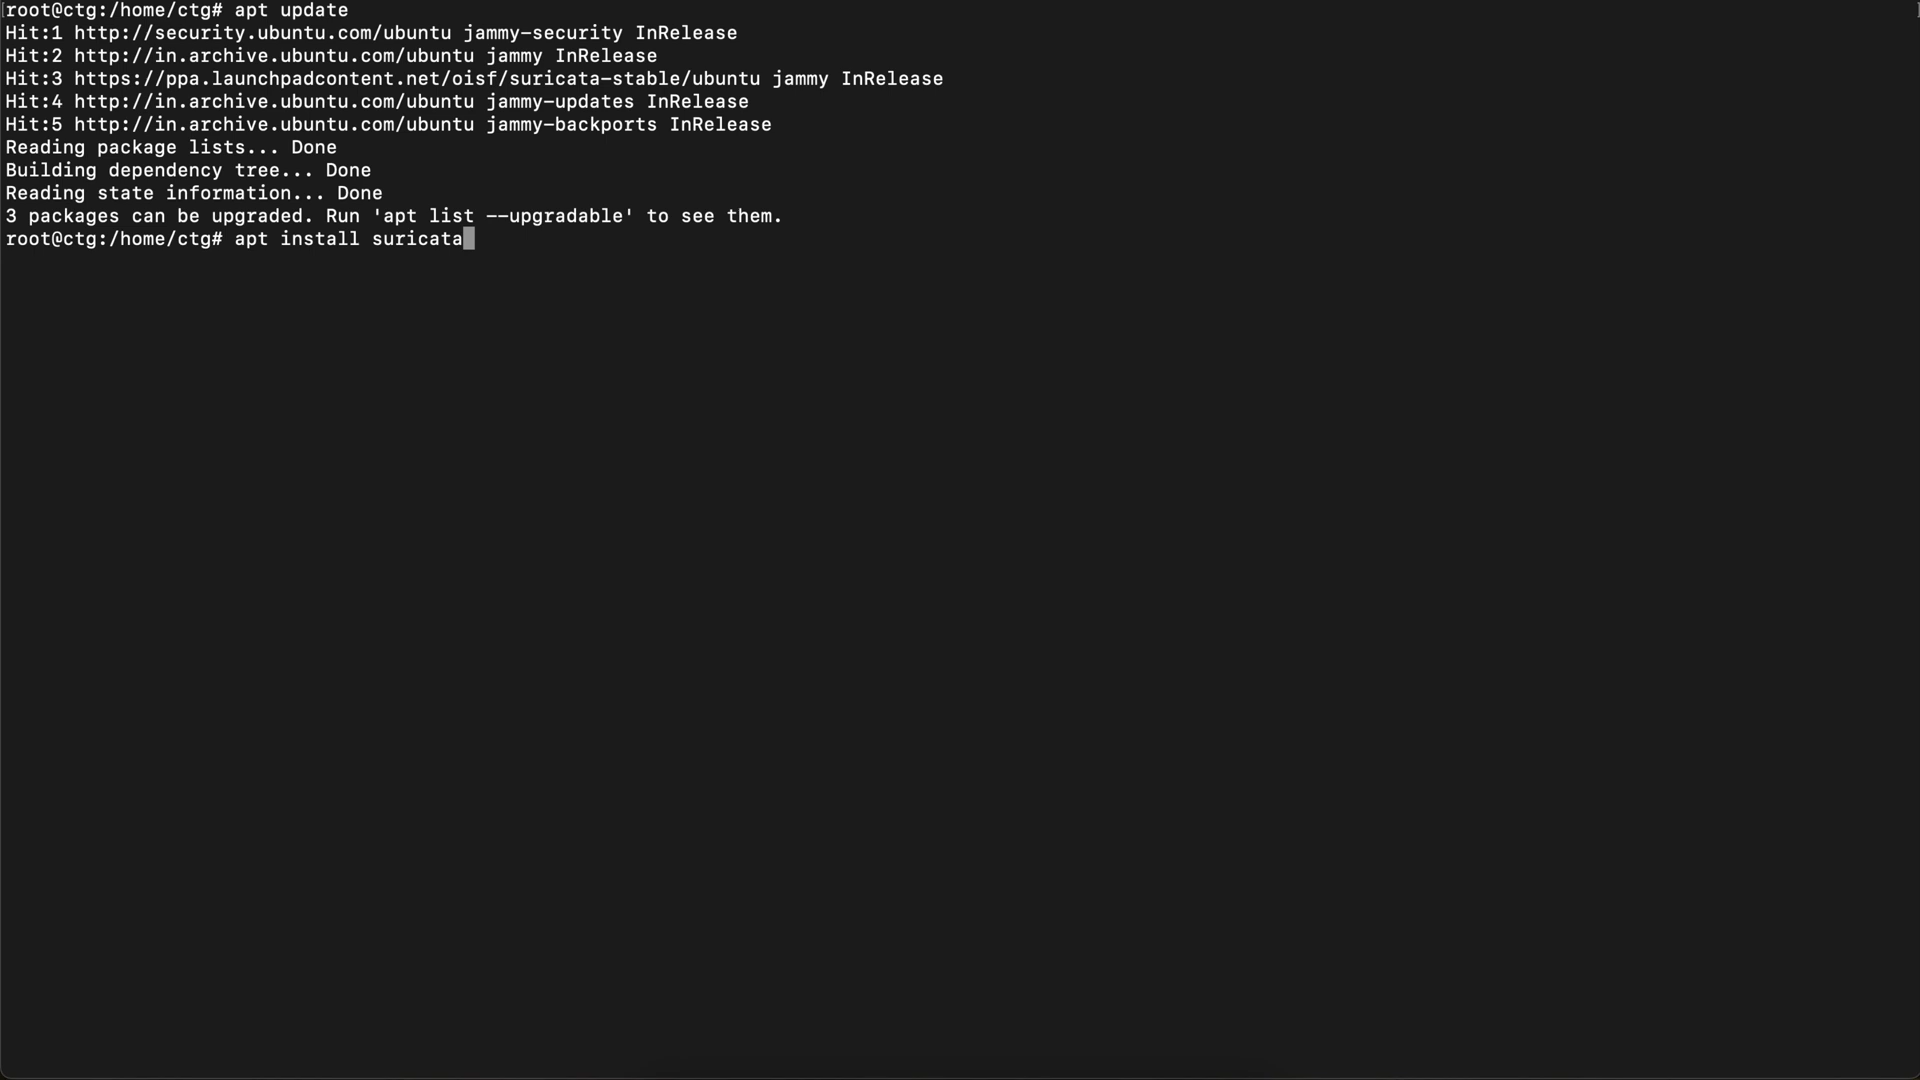 root@ctg:/home/ctg# apt update
Hit:1 http://security.ubuntu.com/ubuntu jammy-security InRelease
Hit:2 http://in.archive.ubuntu.com/ubuntu jammy InRelease
Hit:3 https://ppa.launchpadcontent.net/oisf/suricata-stable/ubuntu jammy InRelease
Hit:4 http://in.archive.ubuntu.com/ubuntu jammy-updates InRelease
Hit:5 http://in.archive.ubuntu.com/ubuntu jammy-backports InRelease
Reading package lists... Done
Building dependency tree... Done
Reading state information... Done
3 packages can be upgraded. Run 'apt list --upgradable' to see them.
root@ctg:/home/ctg# apt install suricata